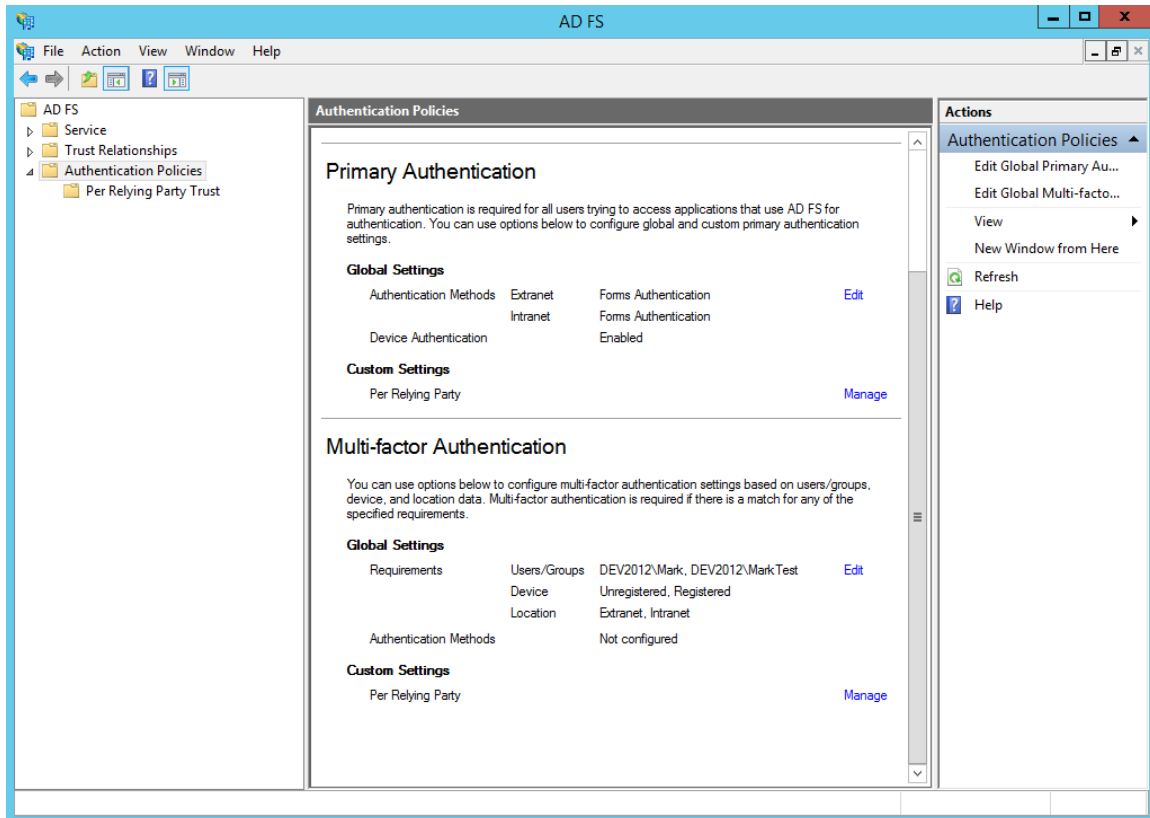 AD FS
File Action View Window Help
AD FS
Service
Trust Relationships
Authentication Policies
Per Relying Party Trust
Authentication Policies
Primary Authentication
Primary authentication is required for all users trying to access applications that use AD FS for
authentication. You can use options below to configure global and custom primary authentication
settings.
Global Settings
Authentication Methods Extranet Forms Authentication Edit
Intranet Forms Authentication
Device Authentication Enabled
Custom Settings
Per Relying Party Manage
Multi-factor Authentication
You can use options below to configure multi-factor authentication settings based on users/groups,
device, and location data. Multi-factor authentication is required if there is a match for any of the
specified requirements.
Global Settings
Requirements Users/Groups DEV2012\Mark, DEV2012\MarkTest Edit
Device Unregistered, Registered
Location Extranet, Intranet
Authentication Methods Not configured
Custom Settings
Per Relying Party Manage
Actions
Authentication Policies
Edit Global Primary Au...
Edit Global Multi-facto...
View
New Window from Here
Refresh
Help